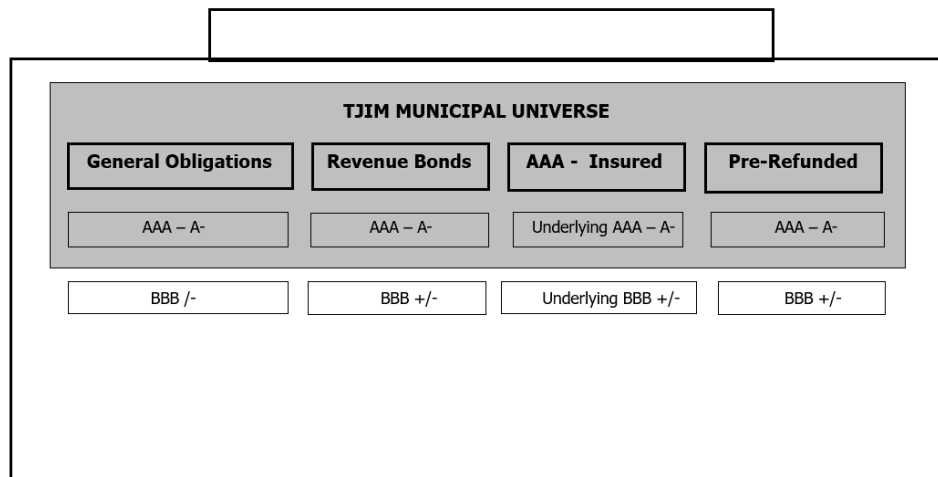 TJIM MUNICIPAL UNIVERSE
General Obligations Revenue Bonds AAA - Insured Pre-Refunded
AAA – A- AAA – A- Underlying AAA – A- AAA – A-
BBB /- BBB +/- Underlying BBB +/- BBB +/-